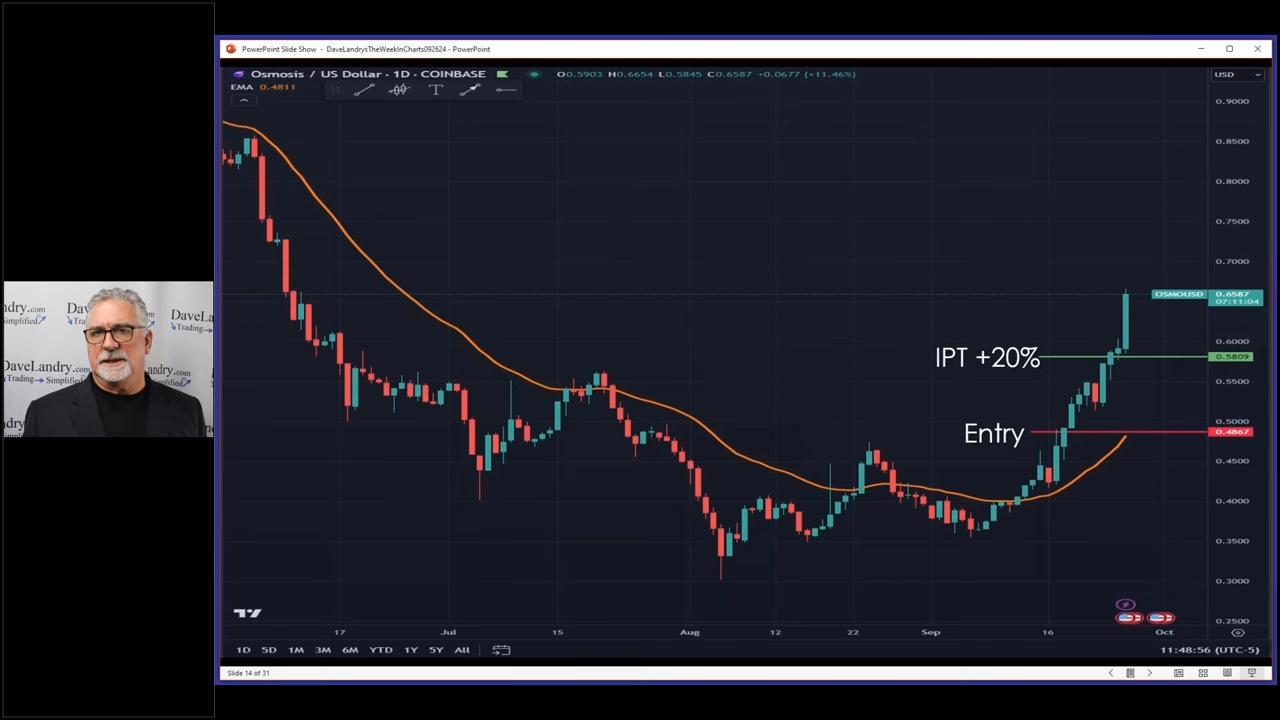 PowerPoint Slide Show - DaveLandrysTheWeekInCharts092624 - PowerPoint
Osmosis / US Dollar · 1D · COINBASE
O0.5903 H0.6654 L0.5845 C0.6587 +0.0677 (+11.46%)
USD
EMA 0.4811
T
0.9000
0.8500
0.8000
0.7500
0.7000
OSMOUSD 0.6587
07:11:04
0.6000
IPT +20%
0.5809
0.5500
0.5000
Entry
0.4867
0.4500
0.4000
0.3500
0.3000
0.2500
17 Jul 15 Aug 12 22 Sep 16 Oct
1D 5D 1M 3M 6M YTD 1Y 5Y All
11:48:56 (UTC-5)
Slide 14 of 31
ndry.com
Simplified
Trading
DaveLandry.com
Trading Simplified